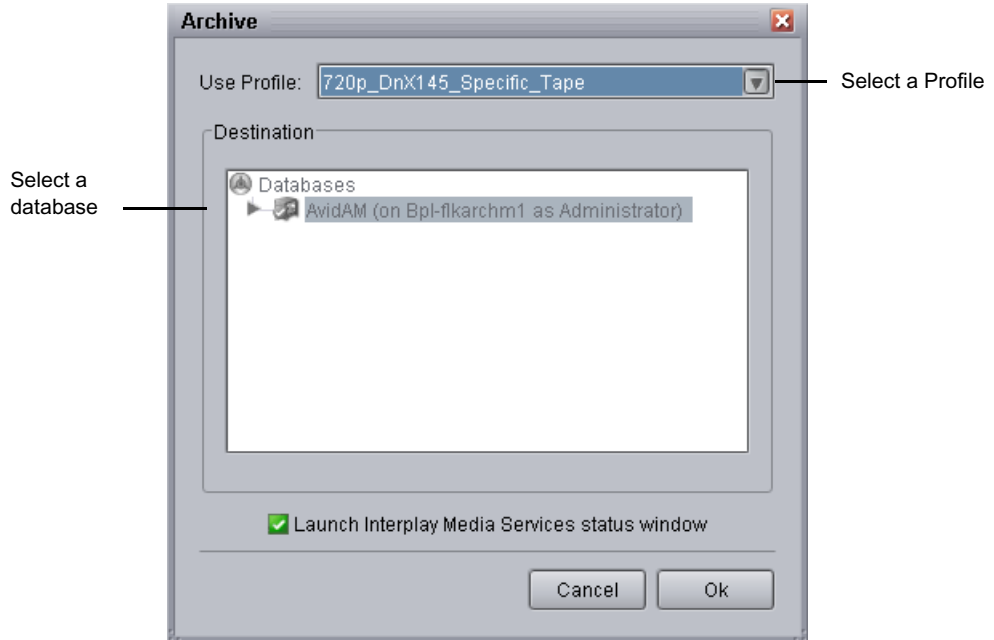 Archive
Use Profile:
720p_DnX145_Specific_Tape
Select a Profile
Destination
Select a
database
Databases
AvidAM (on Bpl-flkarchm1 as Administrator)
Launch Interplay Media Services status window
Cancel
Ok